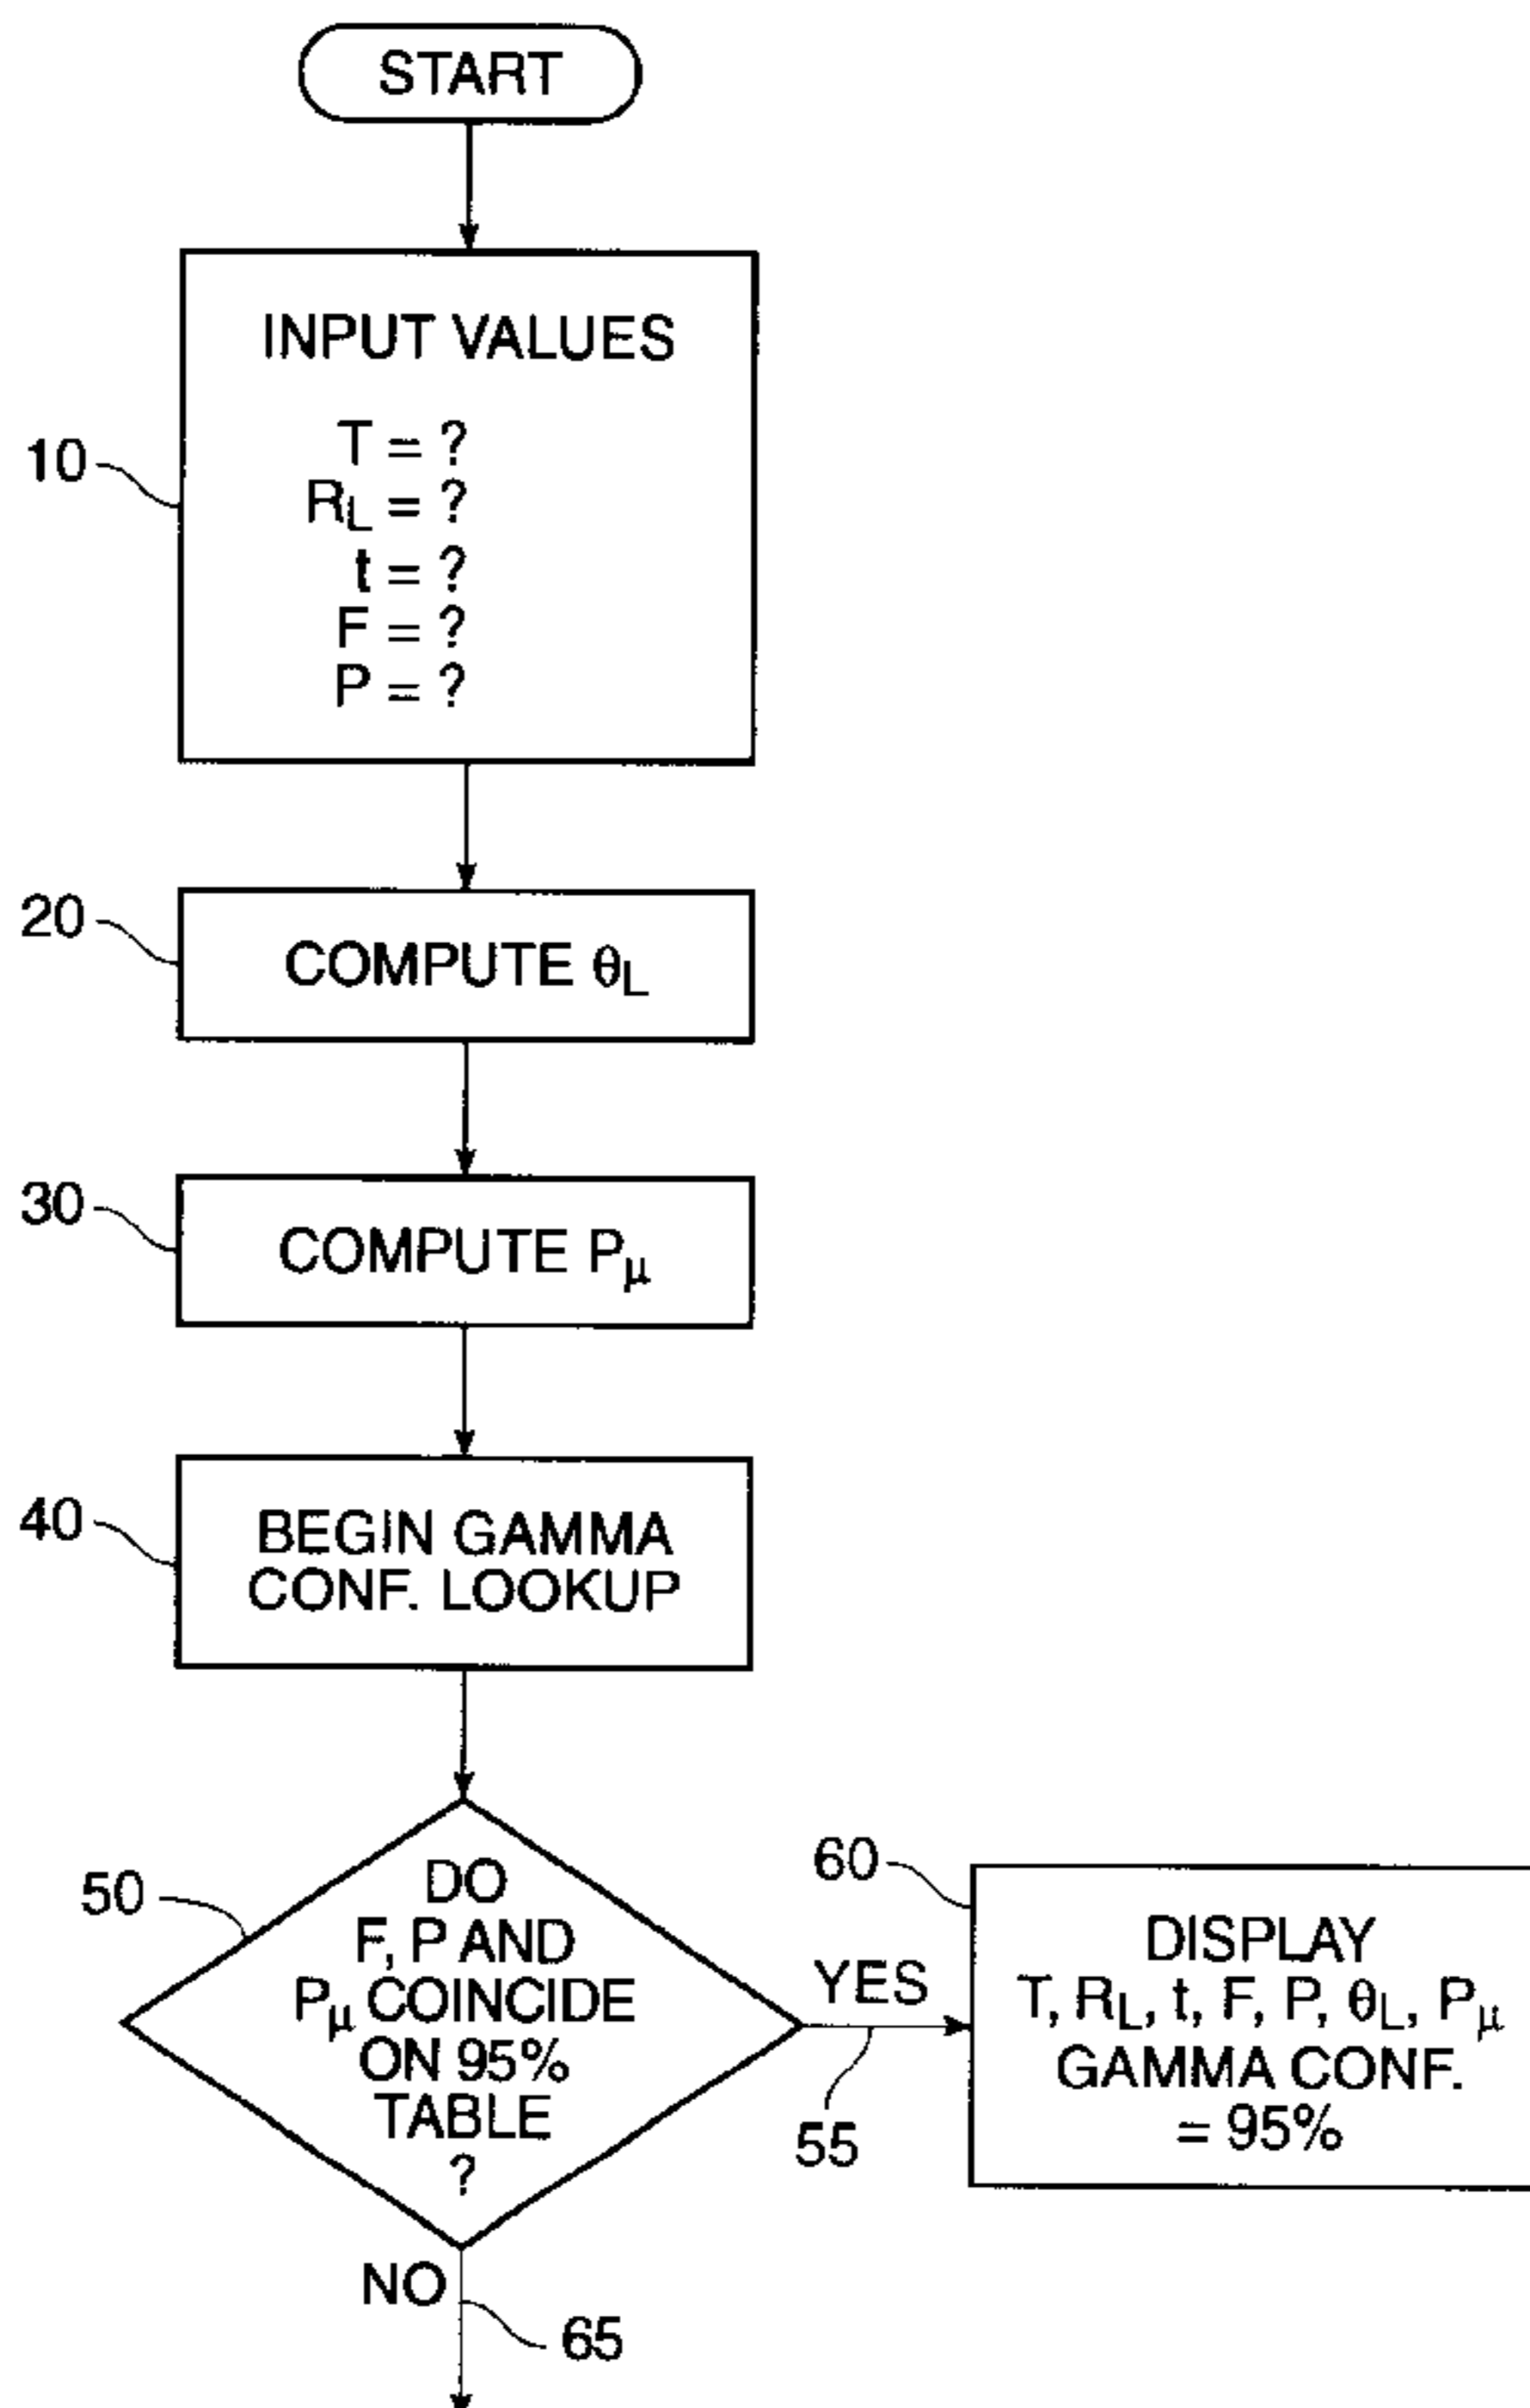 START
INPUT VALUES
T = ?
R_L = ?
t = ?
F = ?
P = ?
10
20
COMPUTE θ_L
30
COMPUTE P_μ
40
BEGIN GAMMA
CONF. LOOKUP
50
DO
F, P AND
P_μ COINCIDE
ON 95%
TABLE
?
YES
55
60
DISPLAY
T, R_L, t, F, P, θ_L, P_μ
GAMMA CONF.
= 95%
NO
65